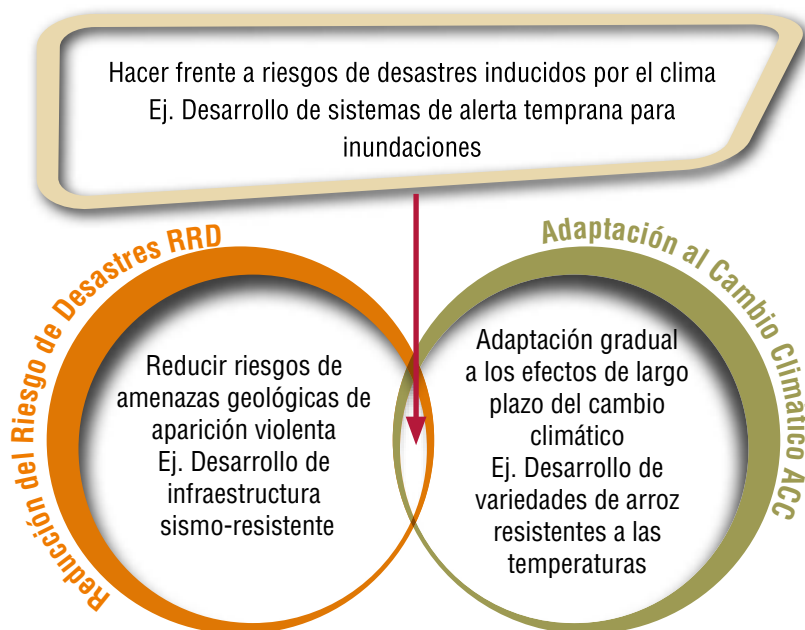 Hacer frente a riesgos de desastres inducidos por el clima
Ej. Desarrollo de sistemas de alerta temprana para
inundaciones
Reducción del Riesgo de Desastres RRD
Reducir riesgos de
amenazas geológicas de
aparición violenta
Ej. Desarrollo de
infraestructura
sismo-resistente
Adaptación al Cambio Climático ACC
Adaptación gradual
a los efectos de largo
plazo del cambio
climático
Ej. Desarrollo de
variedades de arroz
resistentes a las
temperaturas